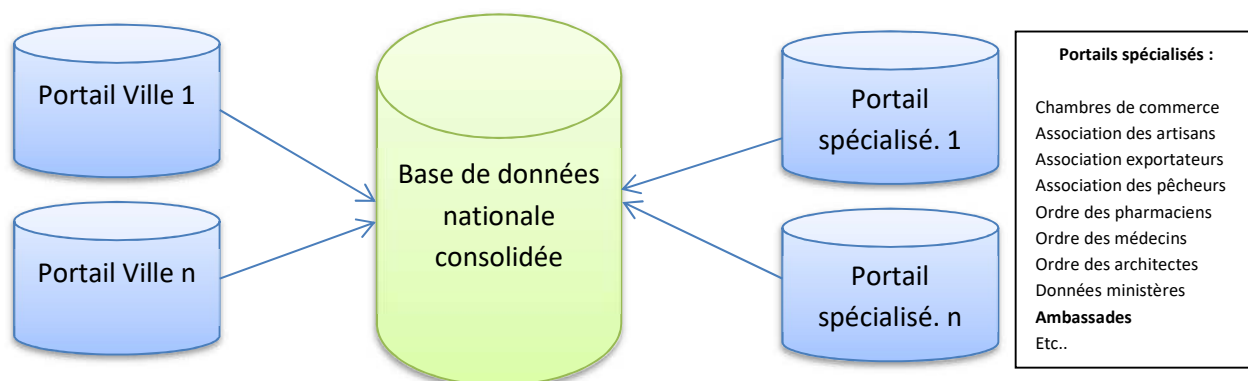 Portail Ville 1
Portail Ville n
Base de données
nationale
consolidée
Portail
spécialisé. 1
Portail
spécialisé. n
Portails spécialisés :
Chambres de commerce
Association des artisans
Association exportateurs
Association des pêcheurs
Ordre des pharmaciens
Ordre des médecins
Ordre des architectes
Données ministères
Ambassades
Etc..